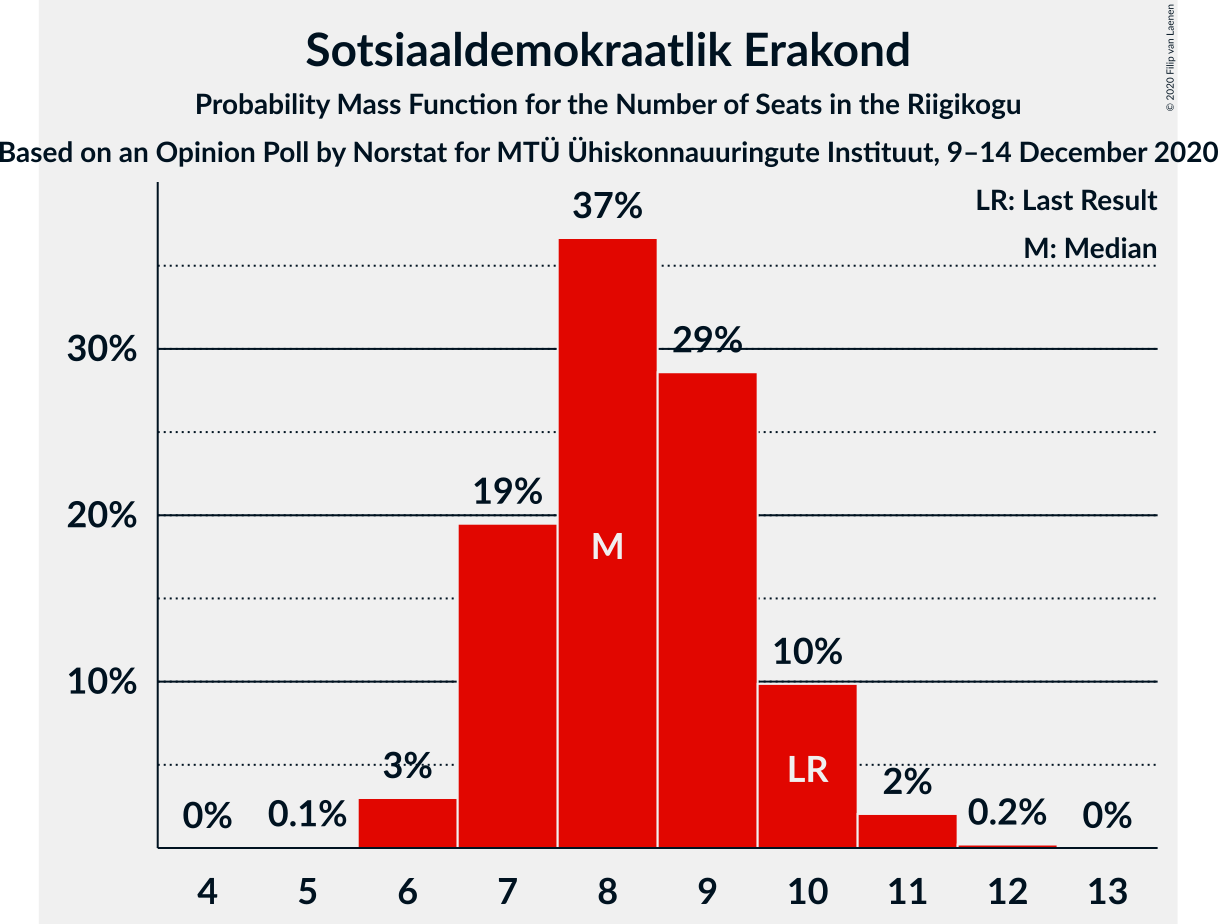 Sotsiaaldemokraatlik Erakond
Probability Mass Function for the Number of Seats in the Riigikogu
Based on an Opinion Poll by Norstat for MTÜ Ühiskonnauuringute Instituut, 9–14 December 2020
© 2020 Filip van Laenen
LR: Last Result
M: Median
37%
29%
30%
19%
20%
M
10%
10%
3%
LR
2%
0%
0.1%
0.2%
0%
4 5 6 7 8 9 10 11 12 13